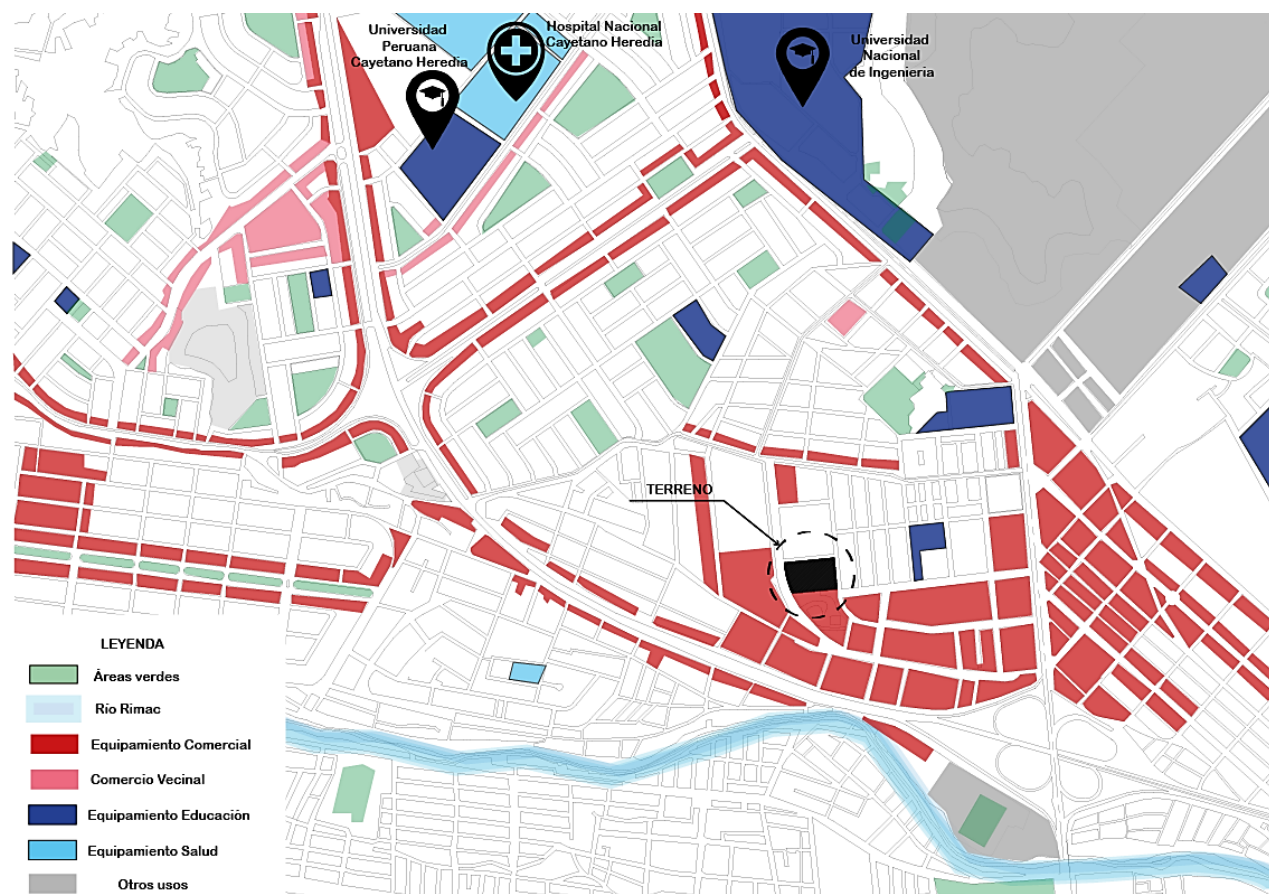 Universidad
Peruana
Cayetano Heredia
Hospital Nacional
Cayetano Heredia
Universidad
Nacional
de Ingenieria
TERRENO
LEYENDA
Áreas verdes
Río Rimac
Equipamiento Comercial
Comercio Vecinal
Equipamiento Educación
Equipamiento Salud
Otros usos